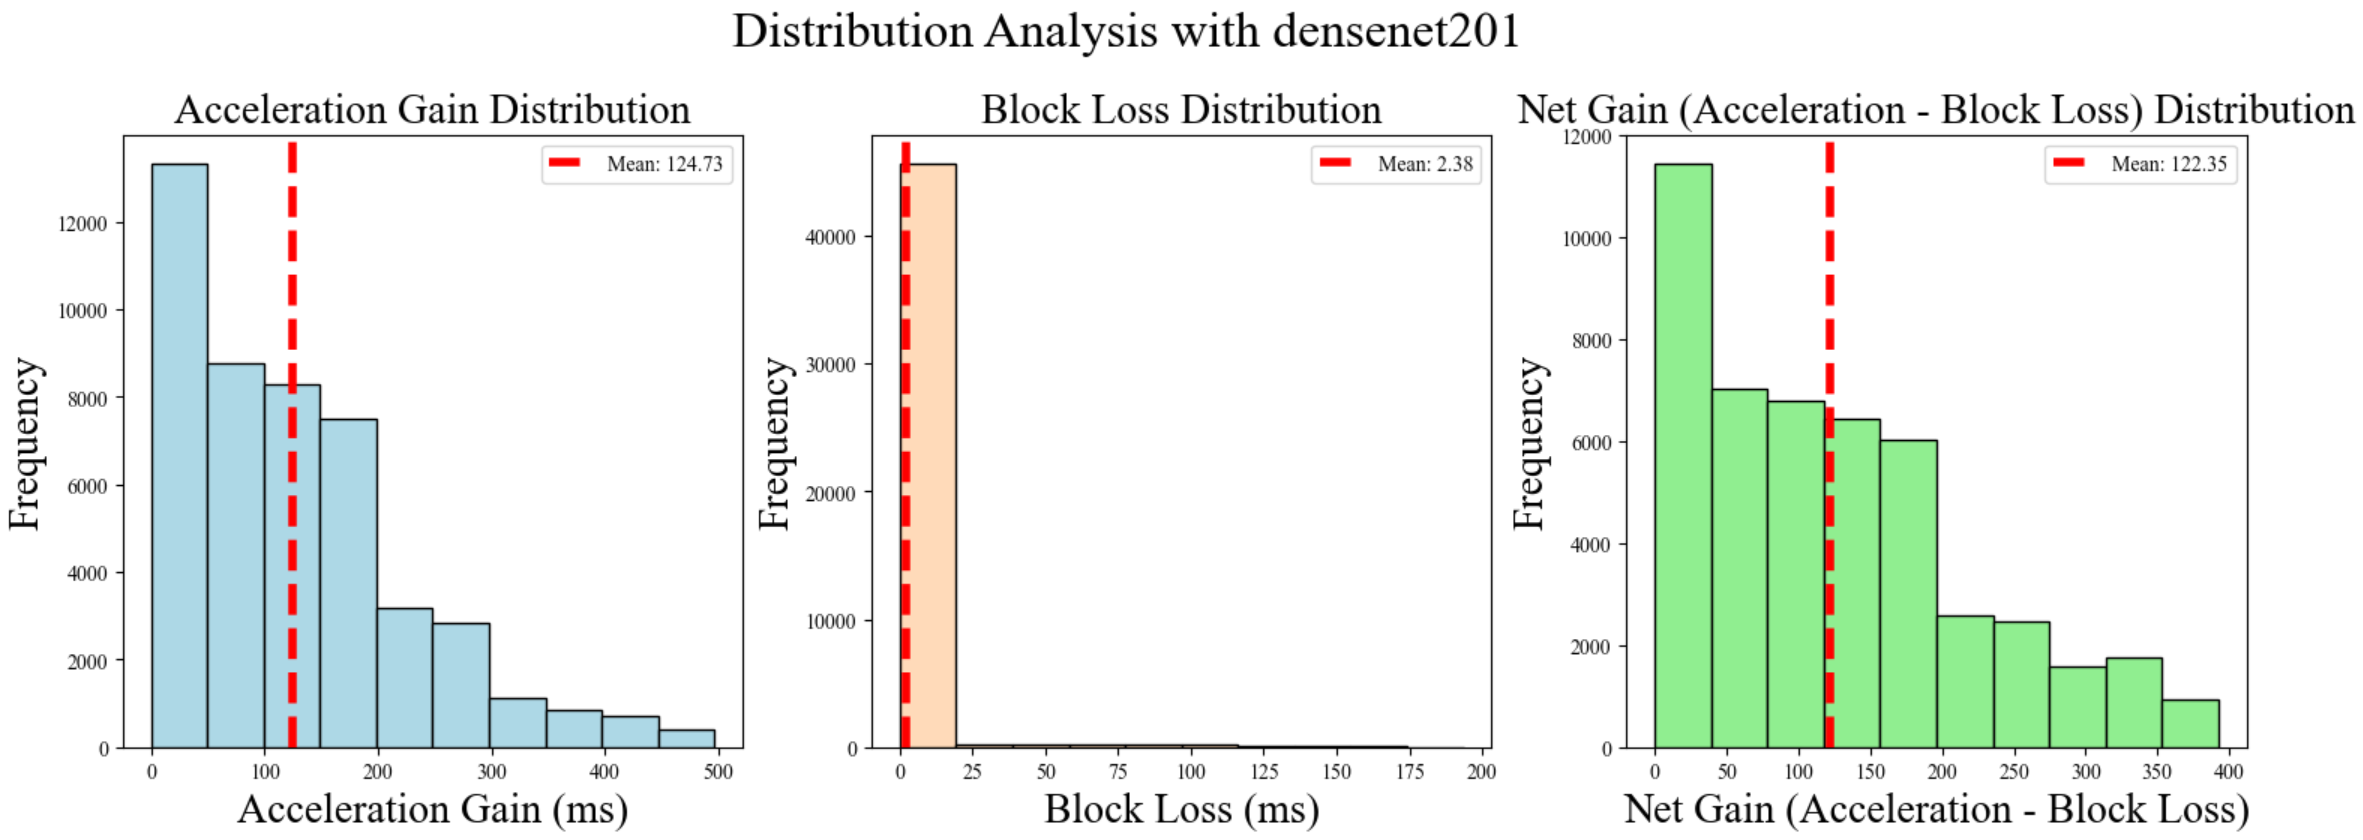 Distribution Analysis with densenet201
Acceleration Gain Distribution
Mean: 124.73
12000
10000
8000
6000
4000
2000
0
Frequency
0 100 200 300 400 500
Acceleration Gain (ms)
Block Loss Distribution
Mean: 2.38
40000
30000
20000
10000
0
Frequency
0 25 50 75 100 125 150 175 200
Block Loss (ms)
Net Gain (Acceleration - Block Loss) Distribution
Mean: 122.35
12000
10000
8000
6000
4000
2000
0
Frequency
0 50 100 150 200 250 300 350 400
Net Gain (Acceleration - Block Loss)